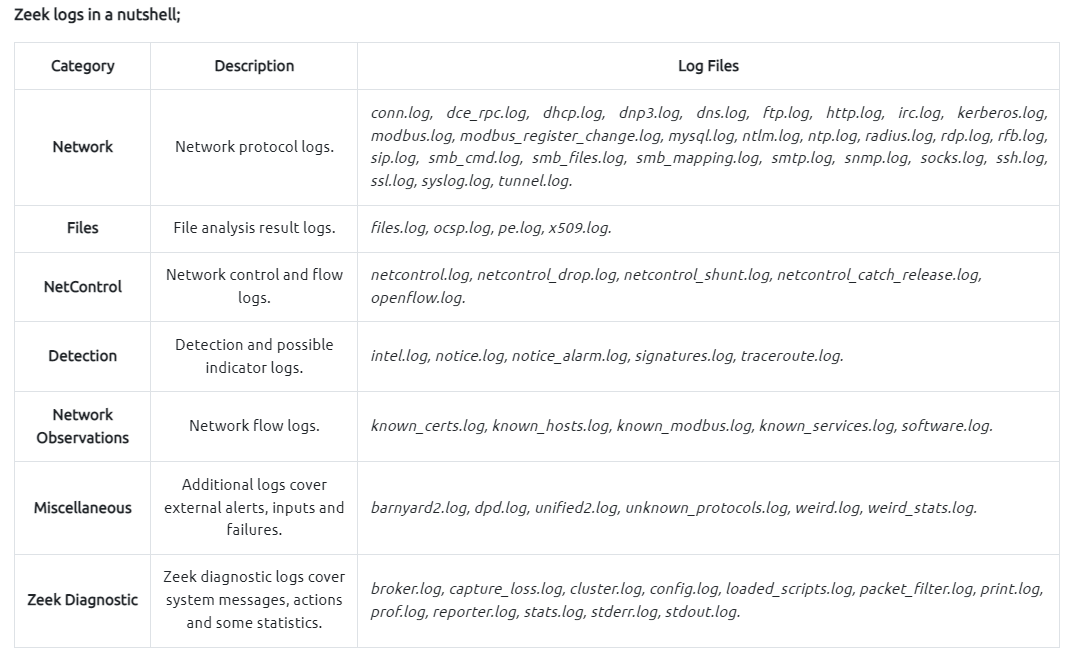 Zeek logs in a nutshell;
Category
Description
Log Files
Network
Network protocol logs.
conn.log, dce_rpc.log, dhcp.log, dnp3.log, dns.log, ftp.log, http.log, irc.log, kerberos.log,
modbus.log, modbus_register_change.log, mysql.log, ntlm.log, ntp.log, radius.log, rdp.log, rfb.log,
sip.log, smb_cmd.log, smb_files.log, smb_mapping.log, smtp.log, snmp.log, socks.log, ssh.log,
ssl.log, syslog.log, tunnel.log.
Files
File analysis result logs.
files.log, ocsp.log, pe.log, x509.log.
NetControl
Network control and flow
logs.
netcontrol.log, netcontrol_drop.log, netcontrol_shunt.log, netcontrol_catch_release.log,
openflow.log.
Detection
Detection and possible
indicator logs.
intel.log, notice.log, notice_alarm.log, signatures.log, traceroute.log.
Network
Observations
Network flow logs.
known_certs.log, known_hosts.log, known_modbus.log, known_services.log, software.log.
Miscellaneous
Additional logs cover
external alerts, inputs and
failures.
barnyard2.log, dpd.log, unified2.log, unknown_protocols.log, weird.log, weird_stats.log.
Zeek Diagnostic
Zeek diagnostic logs cover
system messages, actions
and some statistics.
broker.log, capture_loss.log, cluster.log, config.log, loaded_scripts.log, packet_filter.log, print.log,
prof.log, reporter.log, stats.log, stderr.log, stdout.log.